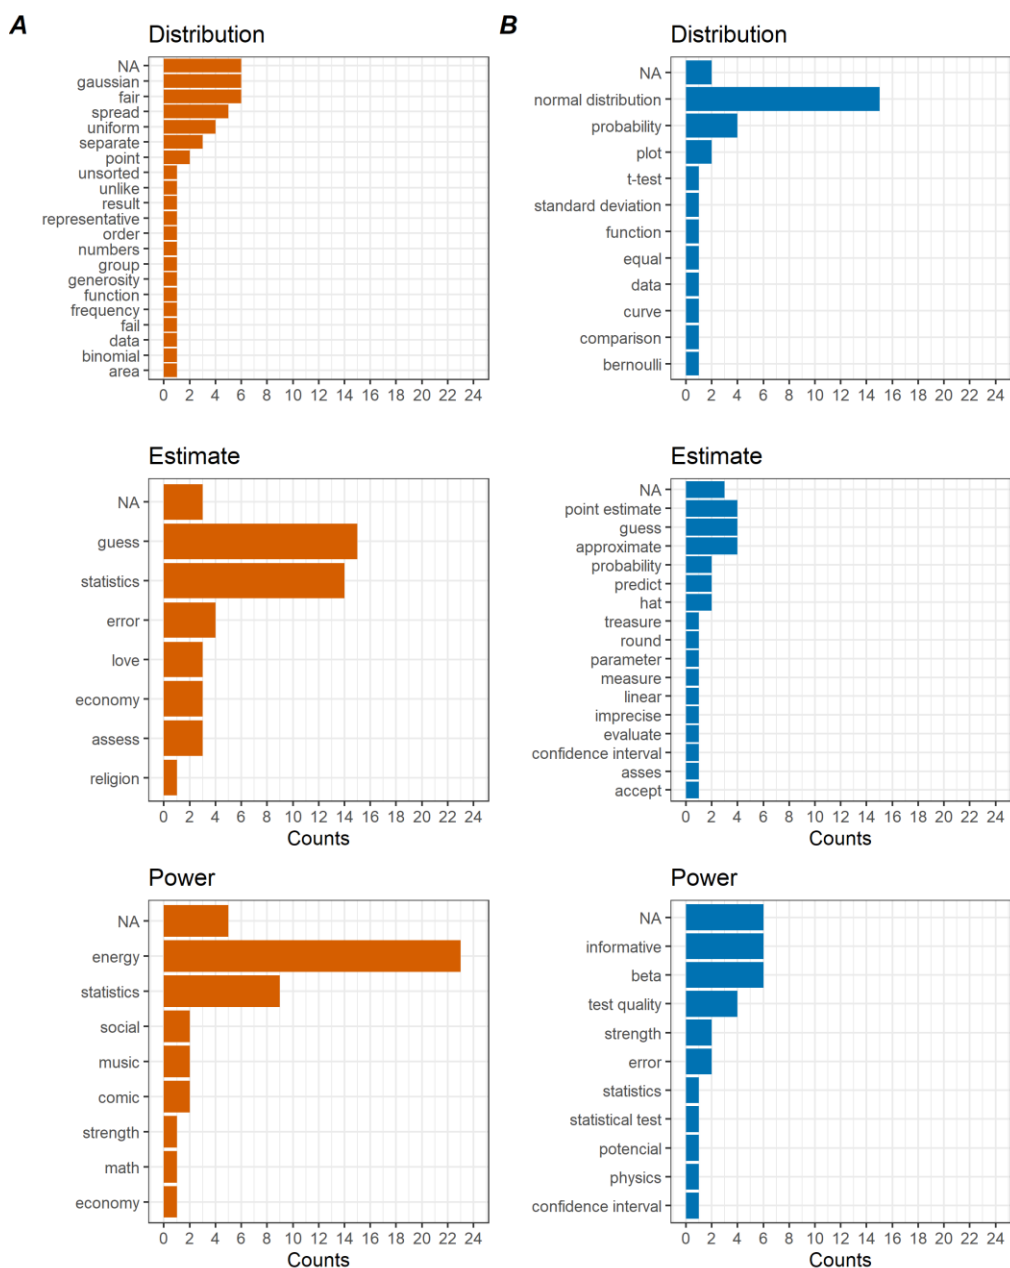 A
Distribution
NA
gaussian
fair
spread
uniform
separate
point
unsorted
unlike
result
representative
order
numbers
group
generosity
function
frequency
fail
data
binomial
area
0 2 4 6 8 10 12 14 16 18 20 22 24
Estimate
NA
guess
statistics
error
love
economy
assess
religion
0 2 4 6 8 10 12 14 16 18 20 22 24
Counts
Power
NA
energy
statistics
social
music
comic
strength
math
economy
0 2 4 6 8 10 12 14 16 18 20 22 24
Counts
B
Distribution
NA
normal distribution
probability
plot
t-test
standard deviation
function
equal
data
curve
comparison
bernoulli
0 2 4 6 8 10 12 14 16 18 20 22 24
Estimate
NA
point estimate
guess
approximate
probability
predict
hat
treasure
round
parameter
measure
linear
imprecise
evaluate
confidence interval
asses
accept
0 2 4 6 8 10 12 14 16 18 20 22 24
Counts
Power
NA
informative
beta
test quality
strength
error
statistics
statistical test
potencial
physics
confidence interval
0 2 4 6 8 10 12 14 16 18 20 22 24
Counts